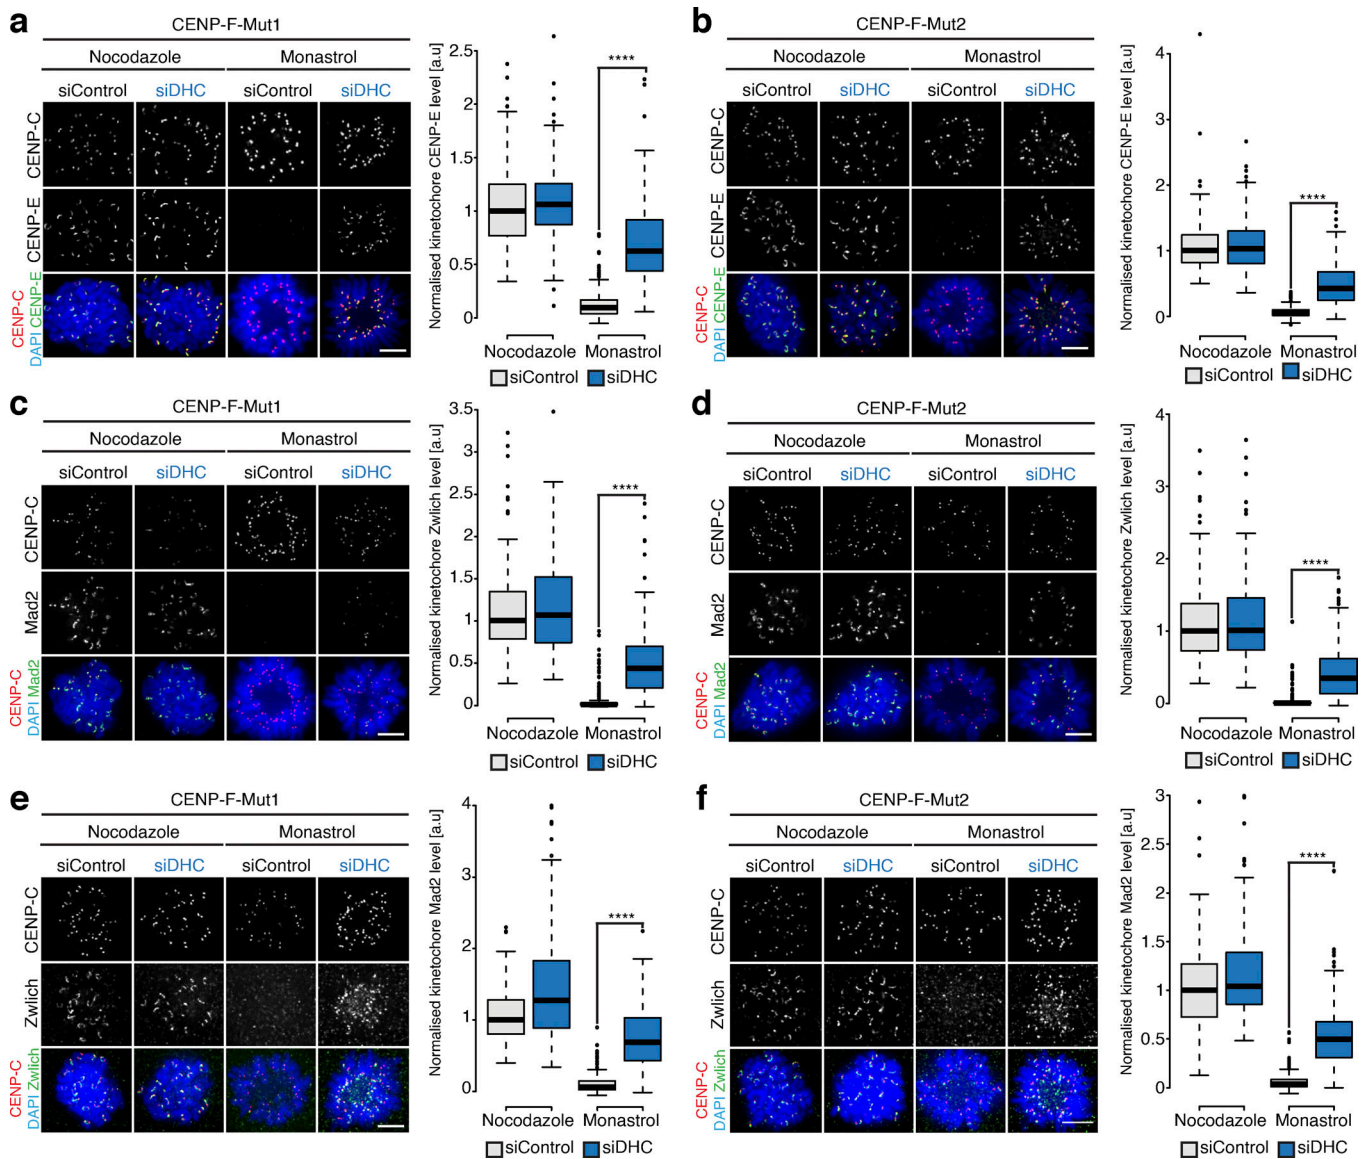 a
CENP-F-Mut1
Nocodazole Monastrol
siControl siDHC siControl siDHC
CENP-C
CENP-E
CENP-C
DAPI CENP-E
Normalised kinetochore CENP-E level [a.u]
2.5
2
1.5
1
0.5
0
****
Nocodazole Monastrol
siControl siDHC
b
CENP-F-Mut2
Nocodazole Monastrol
siControl siDHC siControl siDHC
CENP-C
CENP-E
CENP-C
DAPI CENP-E
Normalised kinetochore CENP-E level [a.u]
4
2
2
1
0
****
Nocodazole Monastrol
siControl siDHC
c
CENP-F-Mut1
Nocodazole Monastrol
siControl siDHC siControl siDHC
CENP-C
Mad2
CENP-C
DAPI Mad2
Normalised kinetochore Zwlich level [a.u]
3.5
3
2.5
2
1.5
1
0.5
0
****
Nocodazole Monastrol
siControl siDHC
d
CENP-F-Mut2
Nocodazole Monastrol
siControl siDHC siControl siDHC
CENP-C
Mad2
CENP-C
DAPI Mad2
Normalised kinetochore Zwlich level [a.u]
4
3
2
1
0
****
Nocodazole Monastrol
siControl siDHC
e
CENP-F-Mut1
Nocodazole Monastrol
siControl siDHC siControl siDHC
CENP-C
Zwlich
CENP-C
DAPI Zwlich
Normalised kinetochore Mad2 level [a.u]
4
2
1
0
****
Nocodazole Monastrol
siControl siDHC
f
CENP-F-Mut2
Nocodazole Monastrol
siControl siDHC siControl siDHC
CENP-C
Zwlich
CENP-C
DAPI Zwlich
Normalised kinetochore Mad2 level [a.u]
3
2.5
2
1.5
1
0.5
0
****
Nocodazole Monastrol
siControl siDHC